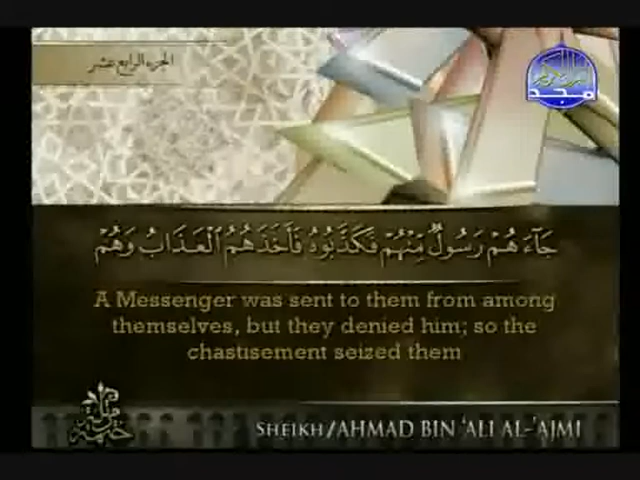 الجزء الرابع عشر
مجد
جَآءَهُمْ رَسُولٌ مِّنْهُمْ فَكَذَّبُوهُ فَأَخَذَهُمُ ٱلْعَذَابُ وَهُمْ
A Messenger was sent to them from among
themselves, but they denied him; so the
chastisement seized them
SHEIKH/AHMAD BIN 'ALI AL-'AJMI